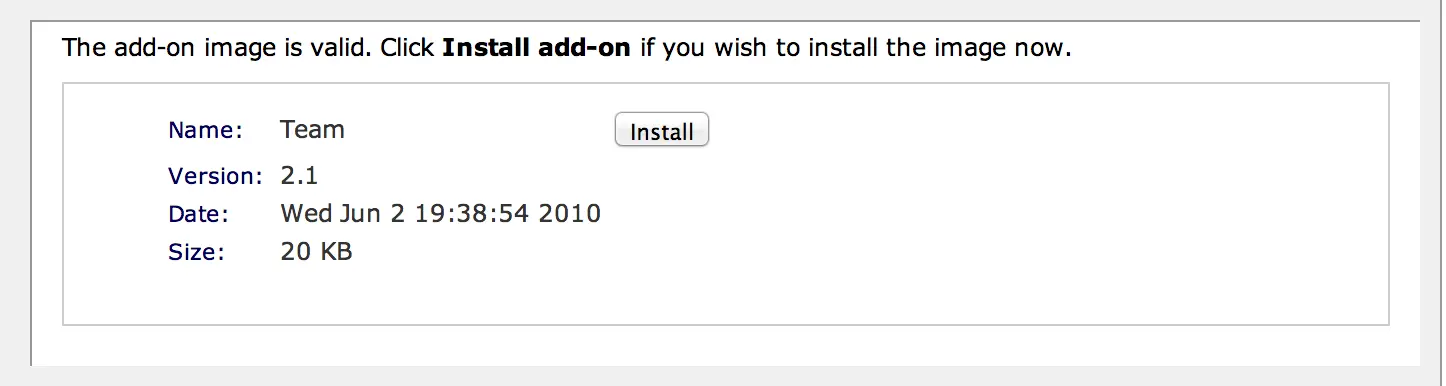 The add-on image is valid. Click Install add-on if you wish to install the image now.
Name: Team Install
Version: 2.1
Date: Wed Jun 2 19:38:54 2010
Size: 20 KB